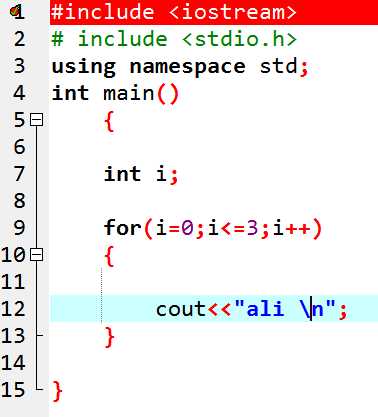 1 #include <iostream>
2 # include <stdio.h>
3 using namespace std;
4 int main()
5 {
6
7 int i;
8
9 for(i=0;i<=3;i++)
10 {
11
12 cout<<"ali \n";
13 }
14
15 }